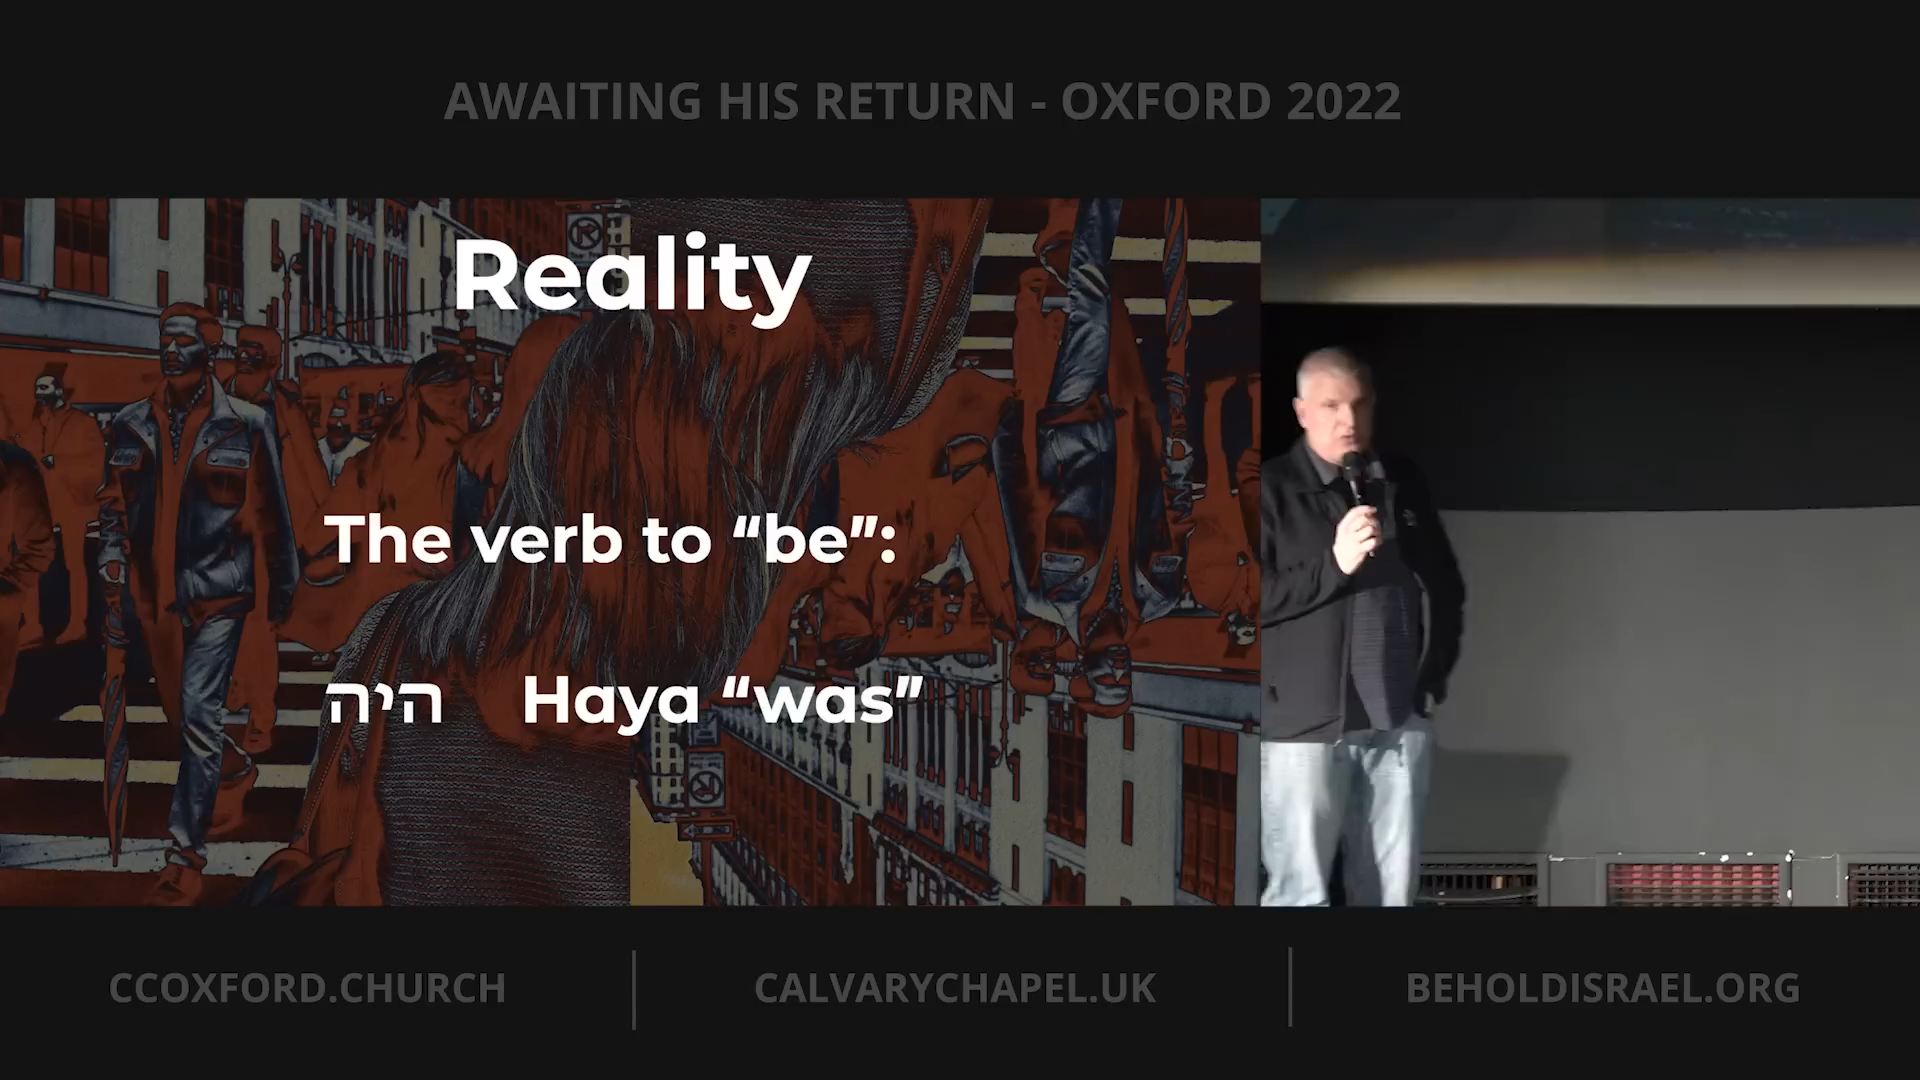 AWAITING HIS RETURN - OXFORD 2022
Reality
The verb to “be”:
היה Haya “was”
CCOXFORD.CHURCH
CALVARYCHAPEL.UK
BEHOLDISRAEL.ORG